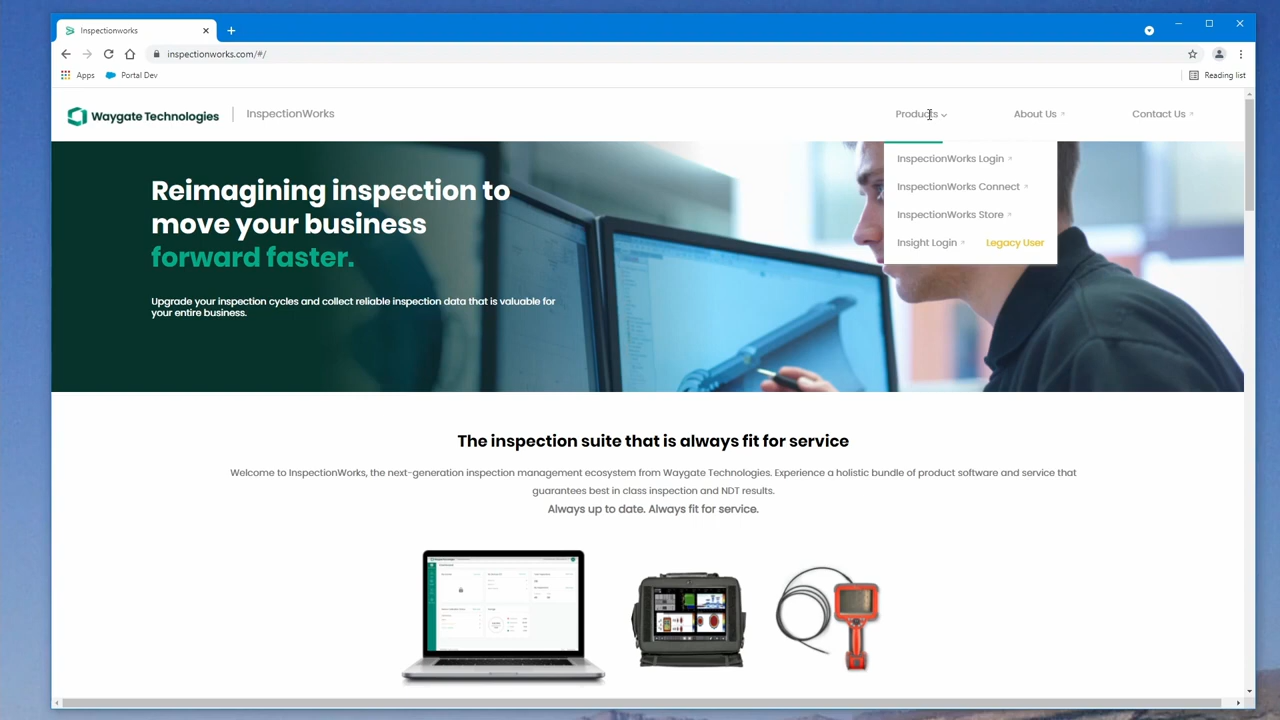 Inspectionworks
inspectionworks.com/#/
Apps
Portal Dev
Reading list
Waygate Technologies
InspectionWorks
Products
About Us
Contact Us
InspectionWorks Login
InspectionWorks Connect
InspectionWorks Store
Insight Login
Legacy User
Reimagining inspection to
move your business
forward faster.
Upgrade your inspection cycles and collect reliable inspection data that is valuable for
your entire business.
The inspection suite that is always fit for service
Welcome to InspectionWorks, the next-generation inspection management ecosystem from Waygate Technologies. Experience a holistic bundle of product software and service that
guarantees best in class inspection and NDT results.
Always up to date. Always fit for service.